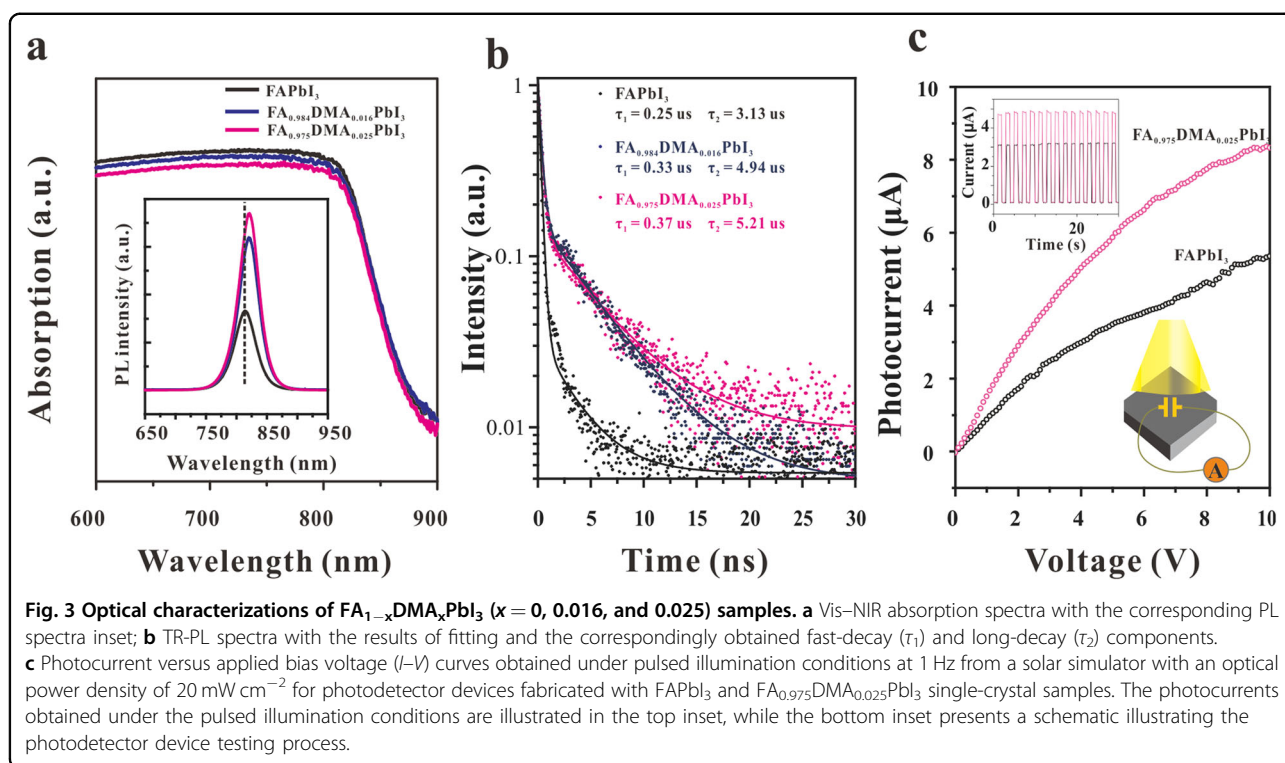 a
FAPbI₃
FA₀.₉₈₄DMA₀.₀₁₆PbI₃
FA₀.₉₇₅DMA₀.₀₂₅PbI₃
Absorption (a.u.)
PL intensity (a.u.)
650 750 850 950
Wavelength (nm)
600 700 800 900
Wavelength (nm)
b
FAPbI₃
τ₁ = 0.25 us τ₂ = 3.13 us
FA₀.₉₈₄DMA₀.₀₁₆PbI₃
τ₁ = 0.33 us τ₂ = 4.94 us
FA₀.₉₇₅DMA₀.₀₂₅PbI₃
τ₁ = 0.37 us τ₂ = 5.21 us
Intensity (a.u.)
1
0.1
0.01
0 5 10 15 20 25 30
Time (ns)
c
Photocurrent (μA)
10
8
6
4
2
0
Current (μA)
4
2
0
0 20
Time (s)
FA₀.₉₇₅DMA₀.₀₂₅PbI₃
FAPbI₃
A
0 2 4 6 8 10
Voltage (V)
Fig. 3 Optical characterizations of FA₁₋ₓDMAₓPbI₃ (x = 0, 0.016, and 0.025) samples. a Vis–NIR absorption spectra with the corresponding PL
spectra inset; b TR-PL spectra with the results of fitting and the correspondingly obtained fast-decay (τ₁) and long-decay (τ₂) components.
c Photocurrent versus applied bias voltage (I–V) curves obtained under pulsed illumination conditions at 1 Hz from a solar simulator with an optical
power density of 20 mW cm⁻² for photodetector devices fabricated with FAPbI₃ and FA₀.₉₇₅DMA₀.₀₂₅PbI₃ single-crystal samples. The photocurrents
obtained under the pulsed illumination conditions are illustrated in the top inset, while the bottom inset presents a schematic illustrating the
photodetector device testing process.